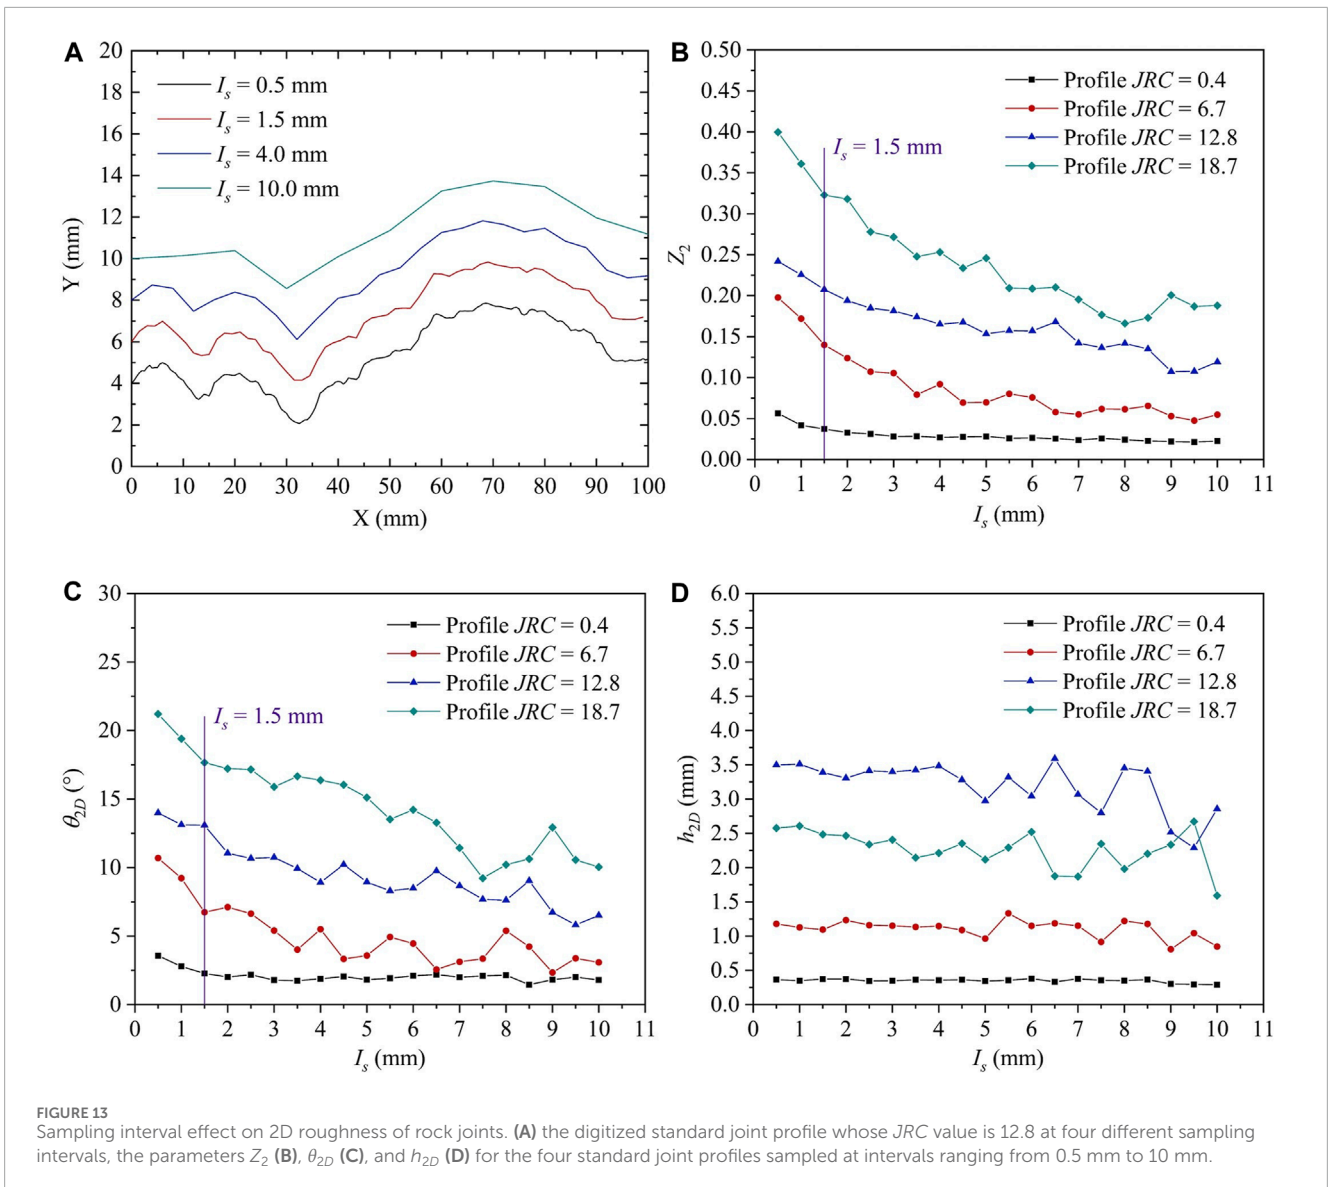 A
20
18
16
14
12
10
8
6
4
2
0
Y (mm)
I_s = 0.5 mm
I_s = 1.5 mm
I_s = 4.0 mm
I_s = 10.0 mm
0 10 20 30 40 50 60 70 80 90 100
X (mm)
B
0.50
0.45
0.40
0.35
0.30
0.25
0.20
0.15
0.10
0.05
0.00
Z_2
Profile JRC = 0.4
Profile JRC = 6.7
Profile JRC = 12.8
Profile JRC = 18.7
I_s = 1.5 mm
0 1 2 3 4 5 6 7 8 9 10 11
I_s (mm)
C
30
25
20
15
10
5
0
θ_2D (°)
Profile JRC = 0.4
Profile JRC = 6.7
Profile JRC = 12.8
Profile JRC = 18.7
I_s = 1.5 mm
0 1 2 3 4 5 6 7 8 9 10 11
I_s (mm)
D
6.0
5.5
5.0
4.5
4.0
3.5
3.0
2.5
2.0
1.5
1.0
0.5
0.0
h_2D (mm)
Profile JRC = 0.4
Profile JRC = 6.7
Profile JRC = 12.8
Profile JRC = 18.7
0 1 2 3 4 5 6 7 8 9 10 11
I_s (mm)
FIGURE 13
Sampling interval effect on 2D roughness of rock joints. (A) the digitized standard joint profile whose JRC value is 12.8 at four different sampling
intervals, the parameters Z_2 (B), θ_2D (C), and h_2D (D) for the four standard joint profiles sampled at intervals ranging from 0.5 mm to 10 mm.